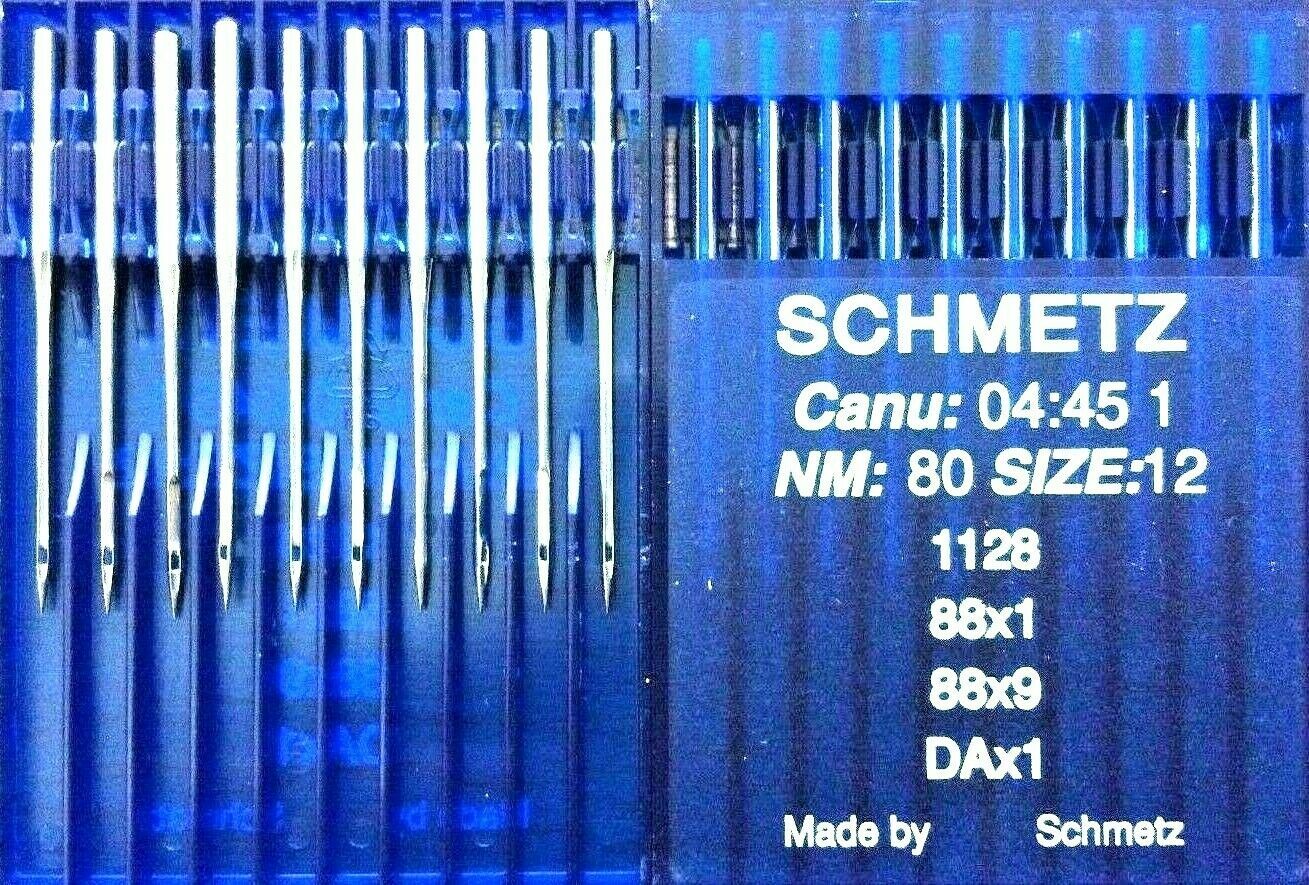 SCHMETZ
Canu: 04:45 1
NM: 80 SIZE:12
1128
88x1
88x9
DAx1
Made by Schmetz